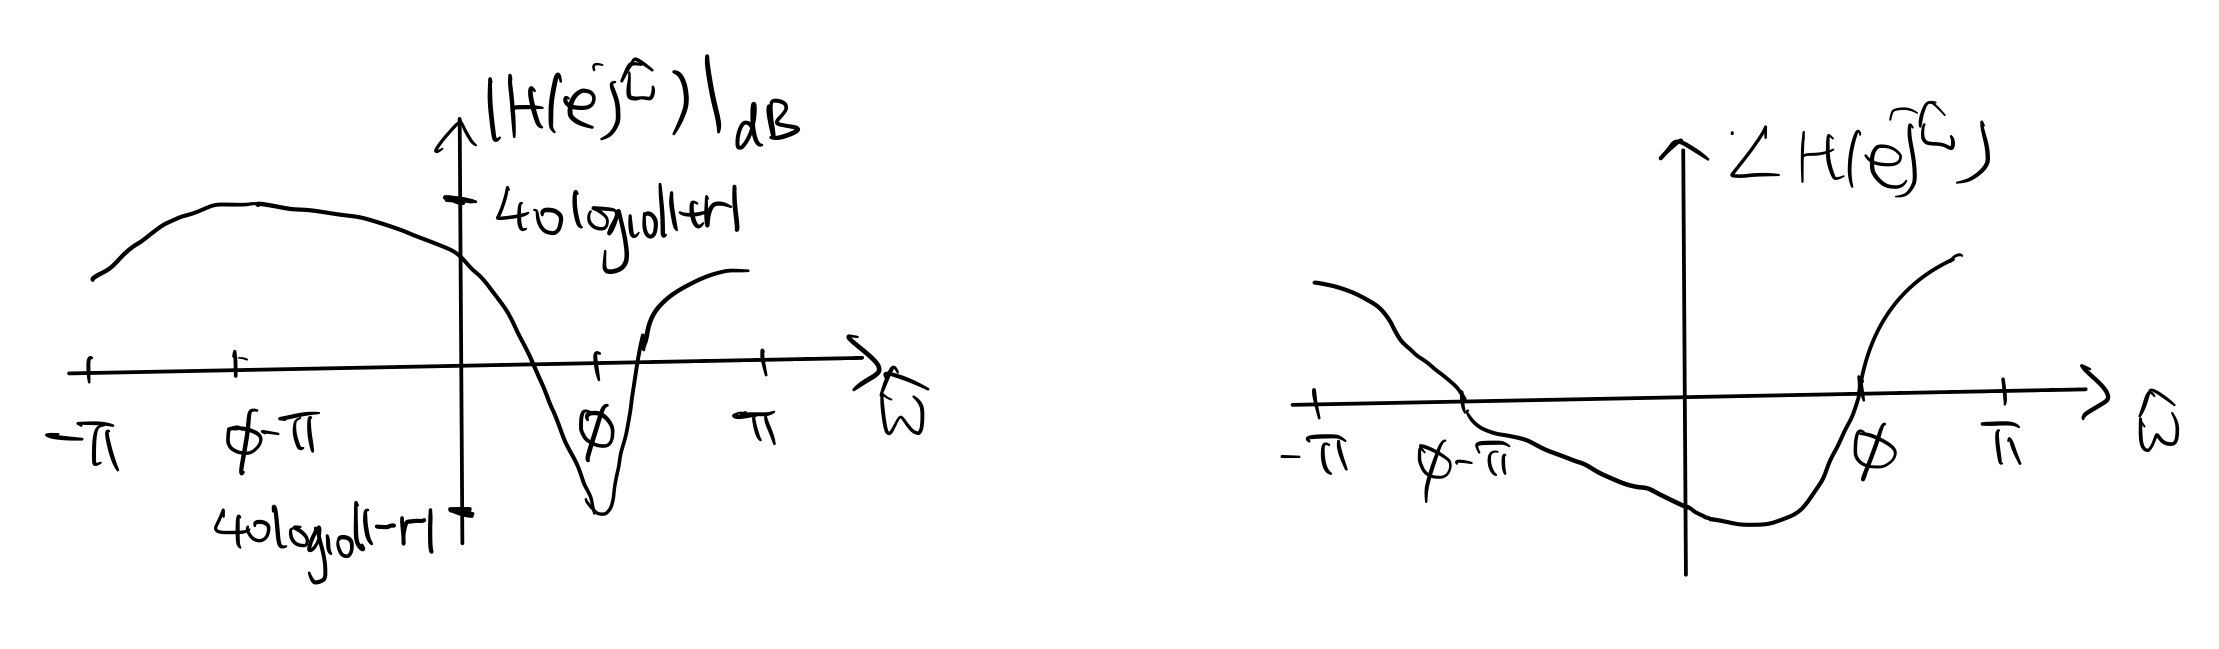 |H(e^jω̂)|dB
40log₁₀|1+r|
-π
φ-π
φ
π
ω̂
40log₁₀|1-r|
∠H(e^jω̂)
-π
φ-π
φ
π
ω̂